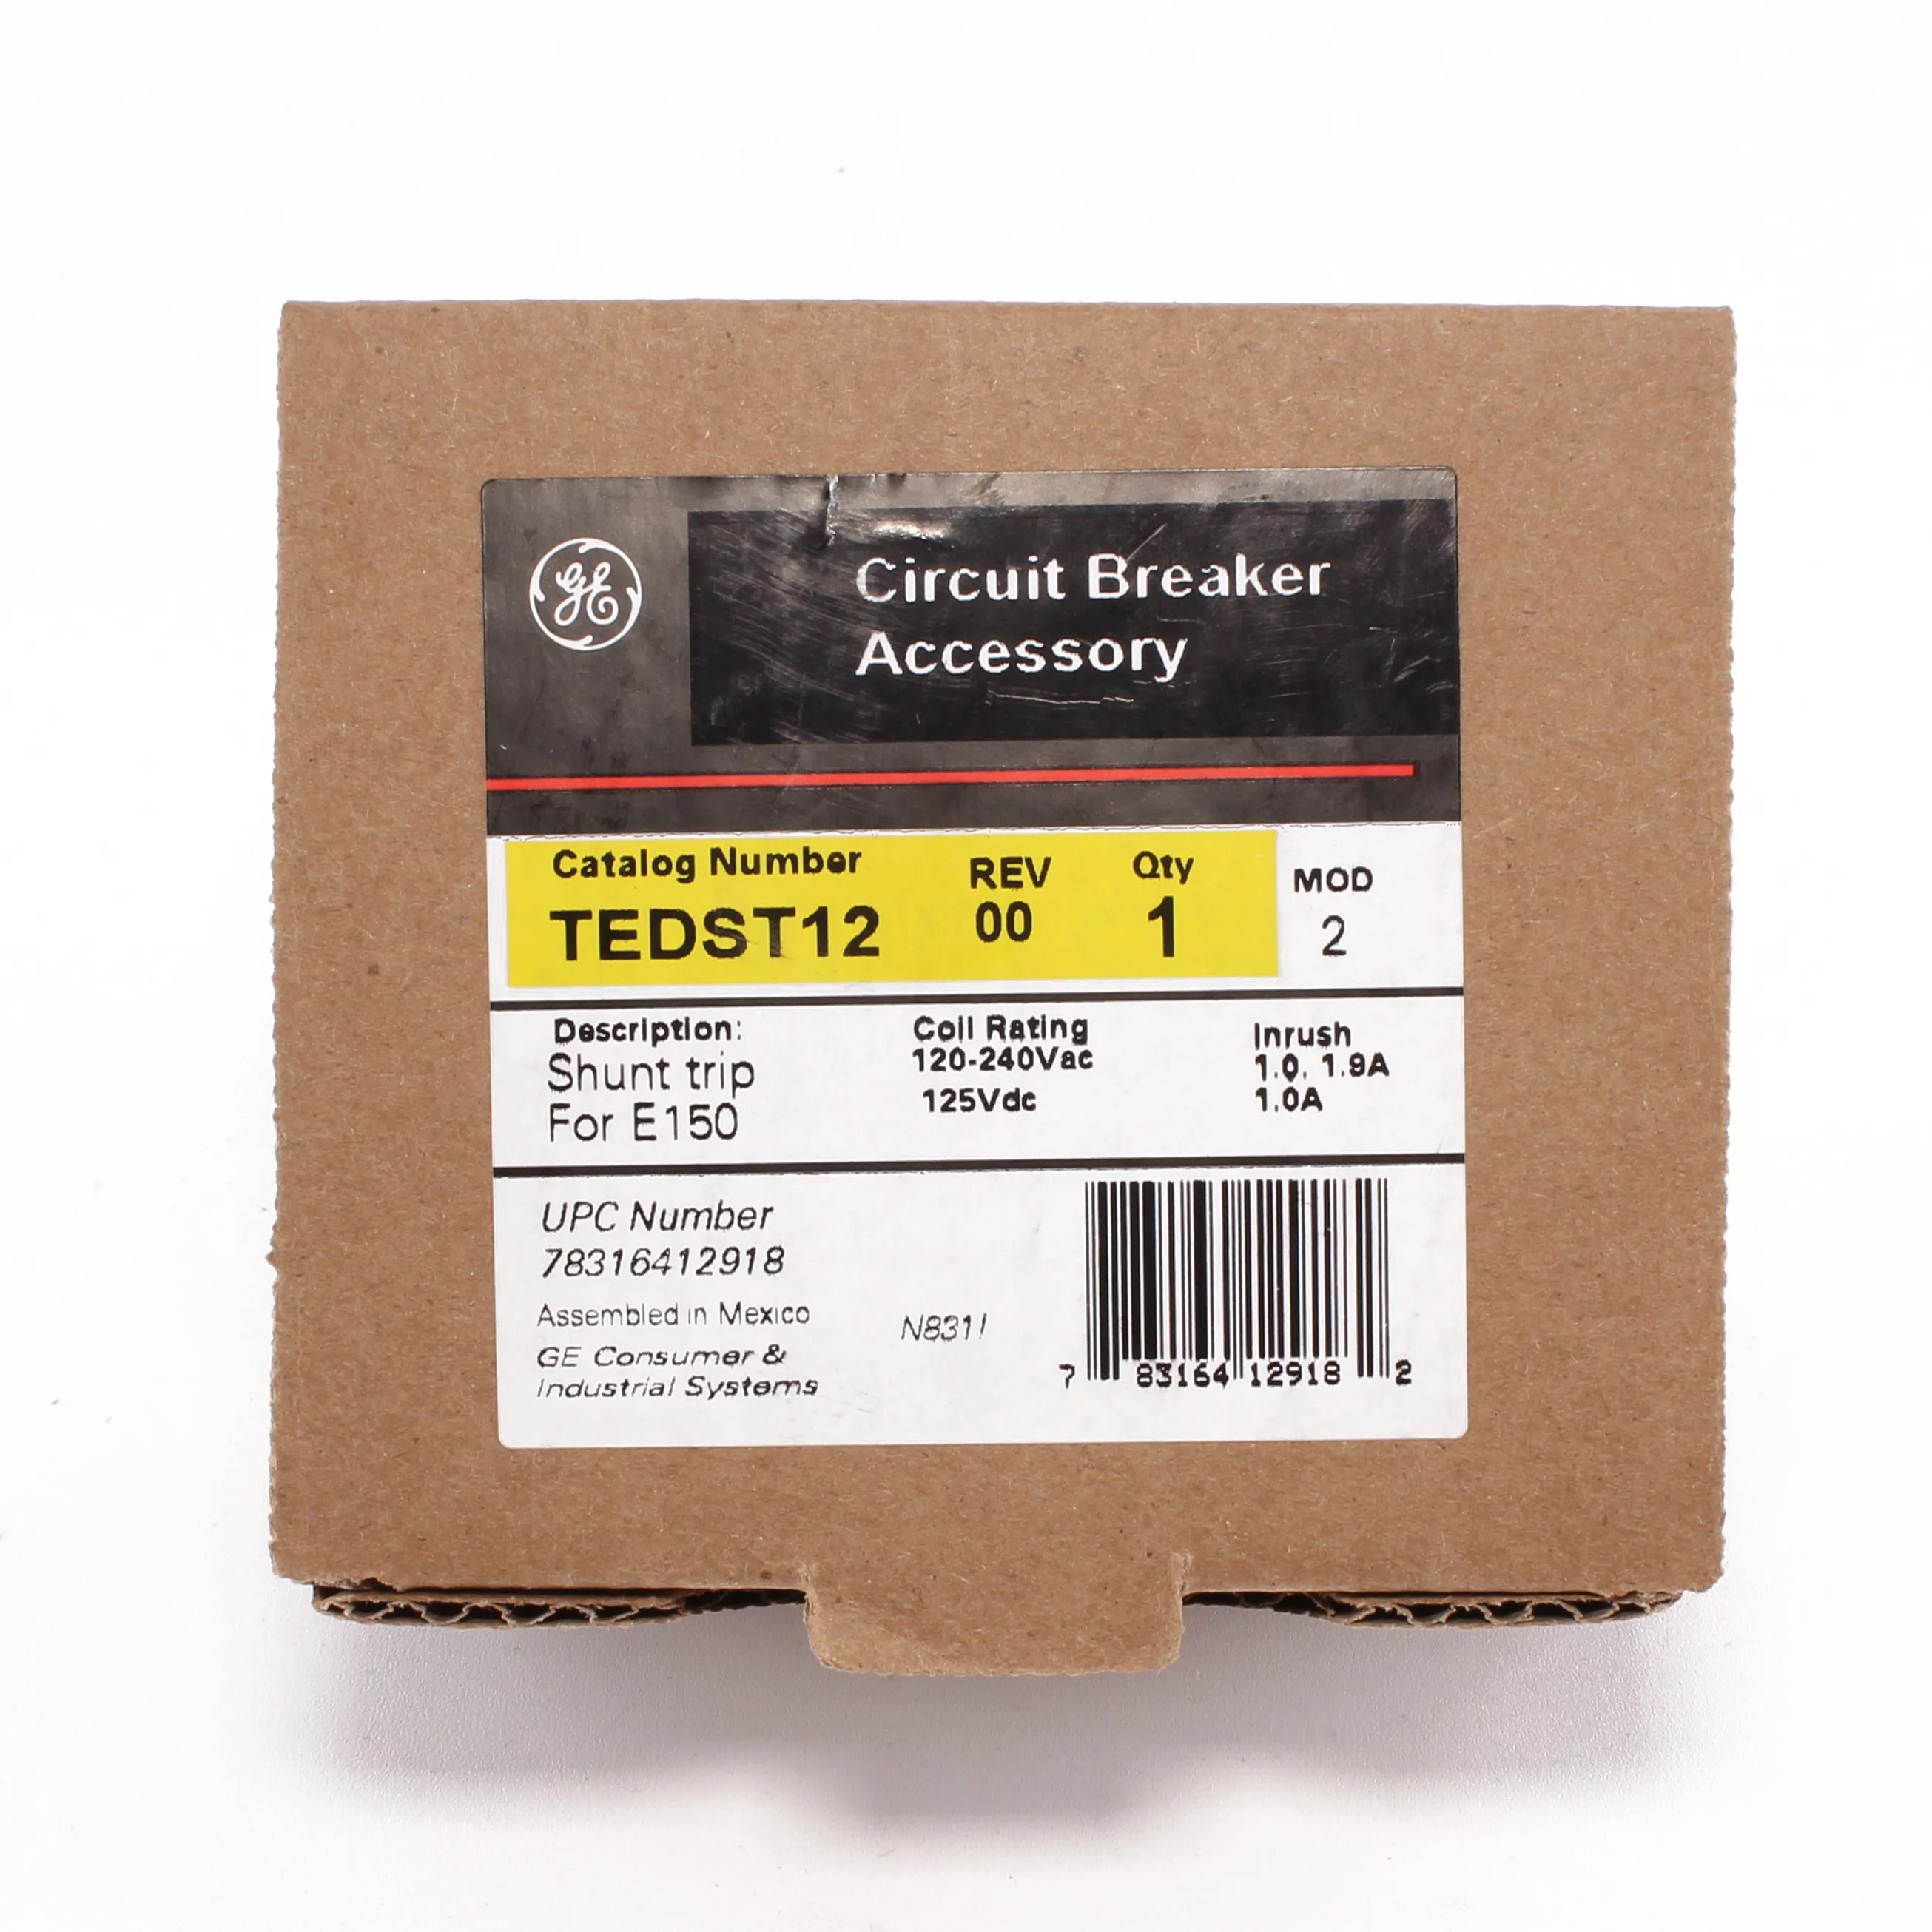 GE
Circuit Breaker
Accessory
Catalog Number REV Qty MOD
TEDST12 00 1 2
Description: Coil Rating Inrush
Shunt trip 120-240Vac 1.0, 1.9A
For E150 125Vdc 1.0A
UPC Number
78316412918
Assembled in Mexico
GE Consumer &
Industrial Systems
7 83164 12918 2